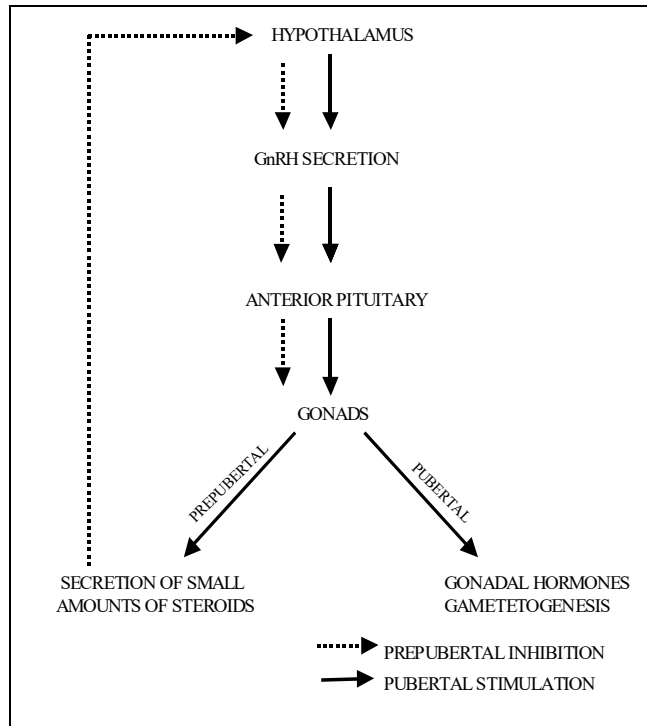 HYPOTHALAMUS
GnRH SECRETION
ANTERIOR PITUITARY
GONADS
PREPUBERTAL
PUBERTAL
SECRETION OF SMALL
AMOUNTS OF STEROIDS
GONADAL HORMONES
GAMETETOGENESIS
PREPUBERTAL INHIBITION
PUBERTAL STIMULATION